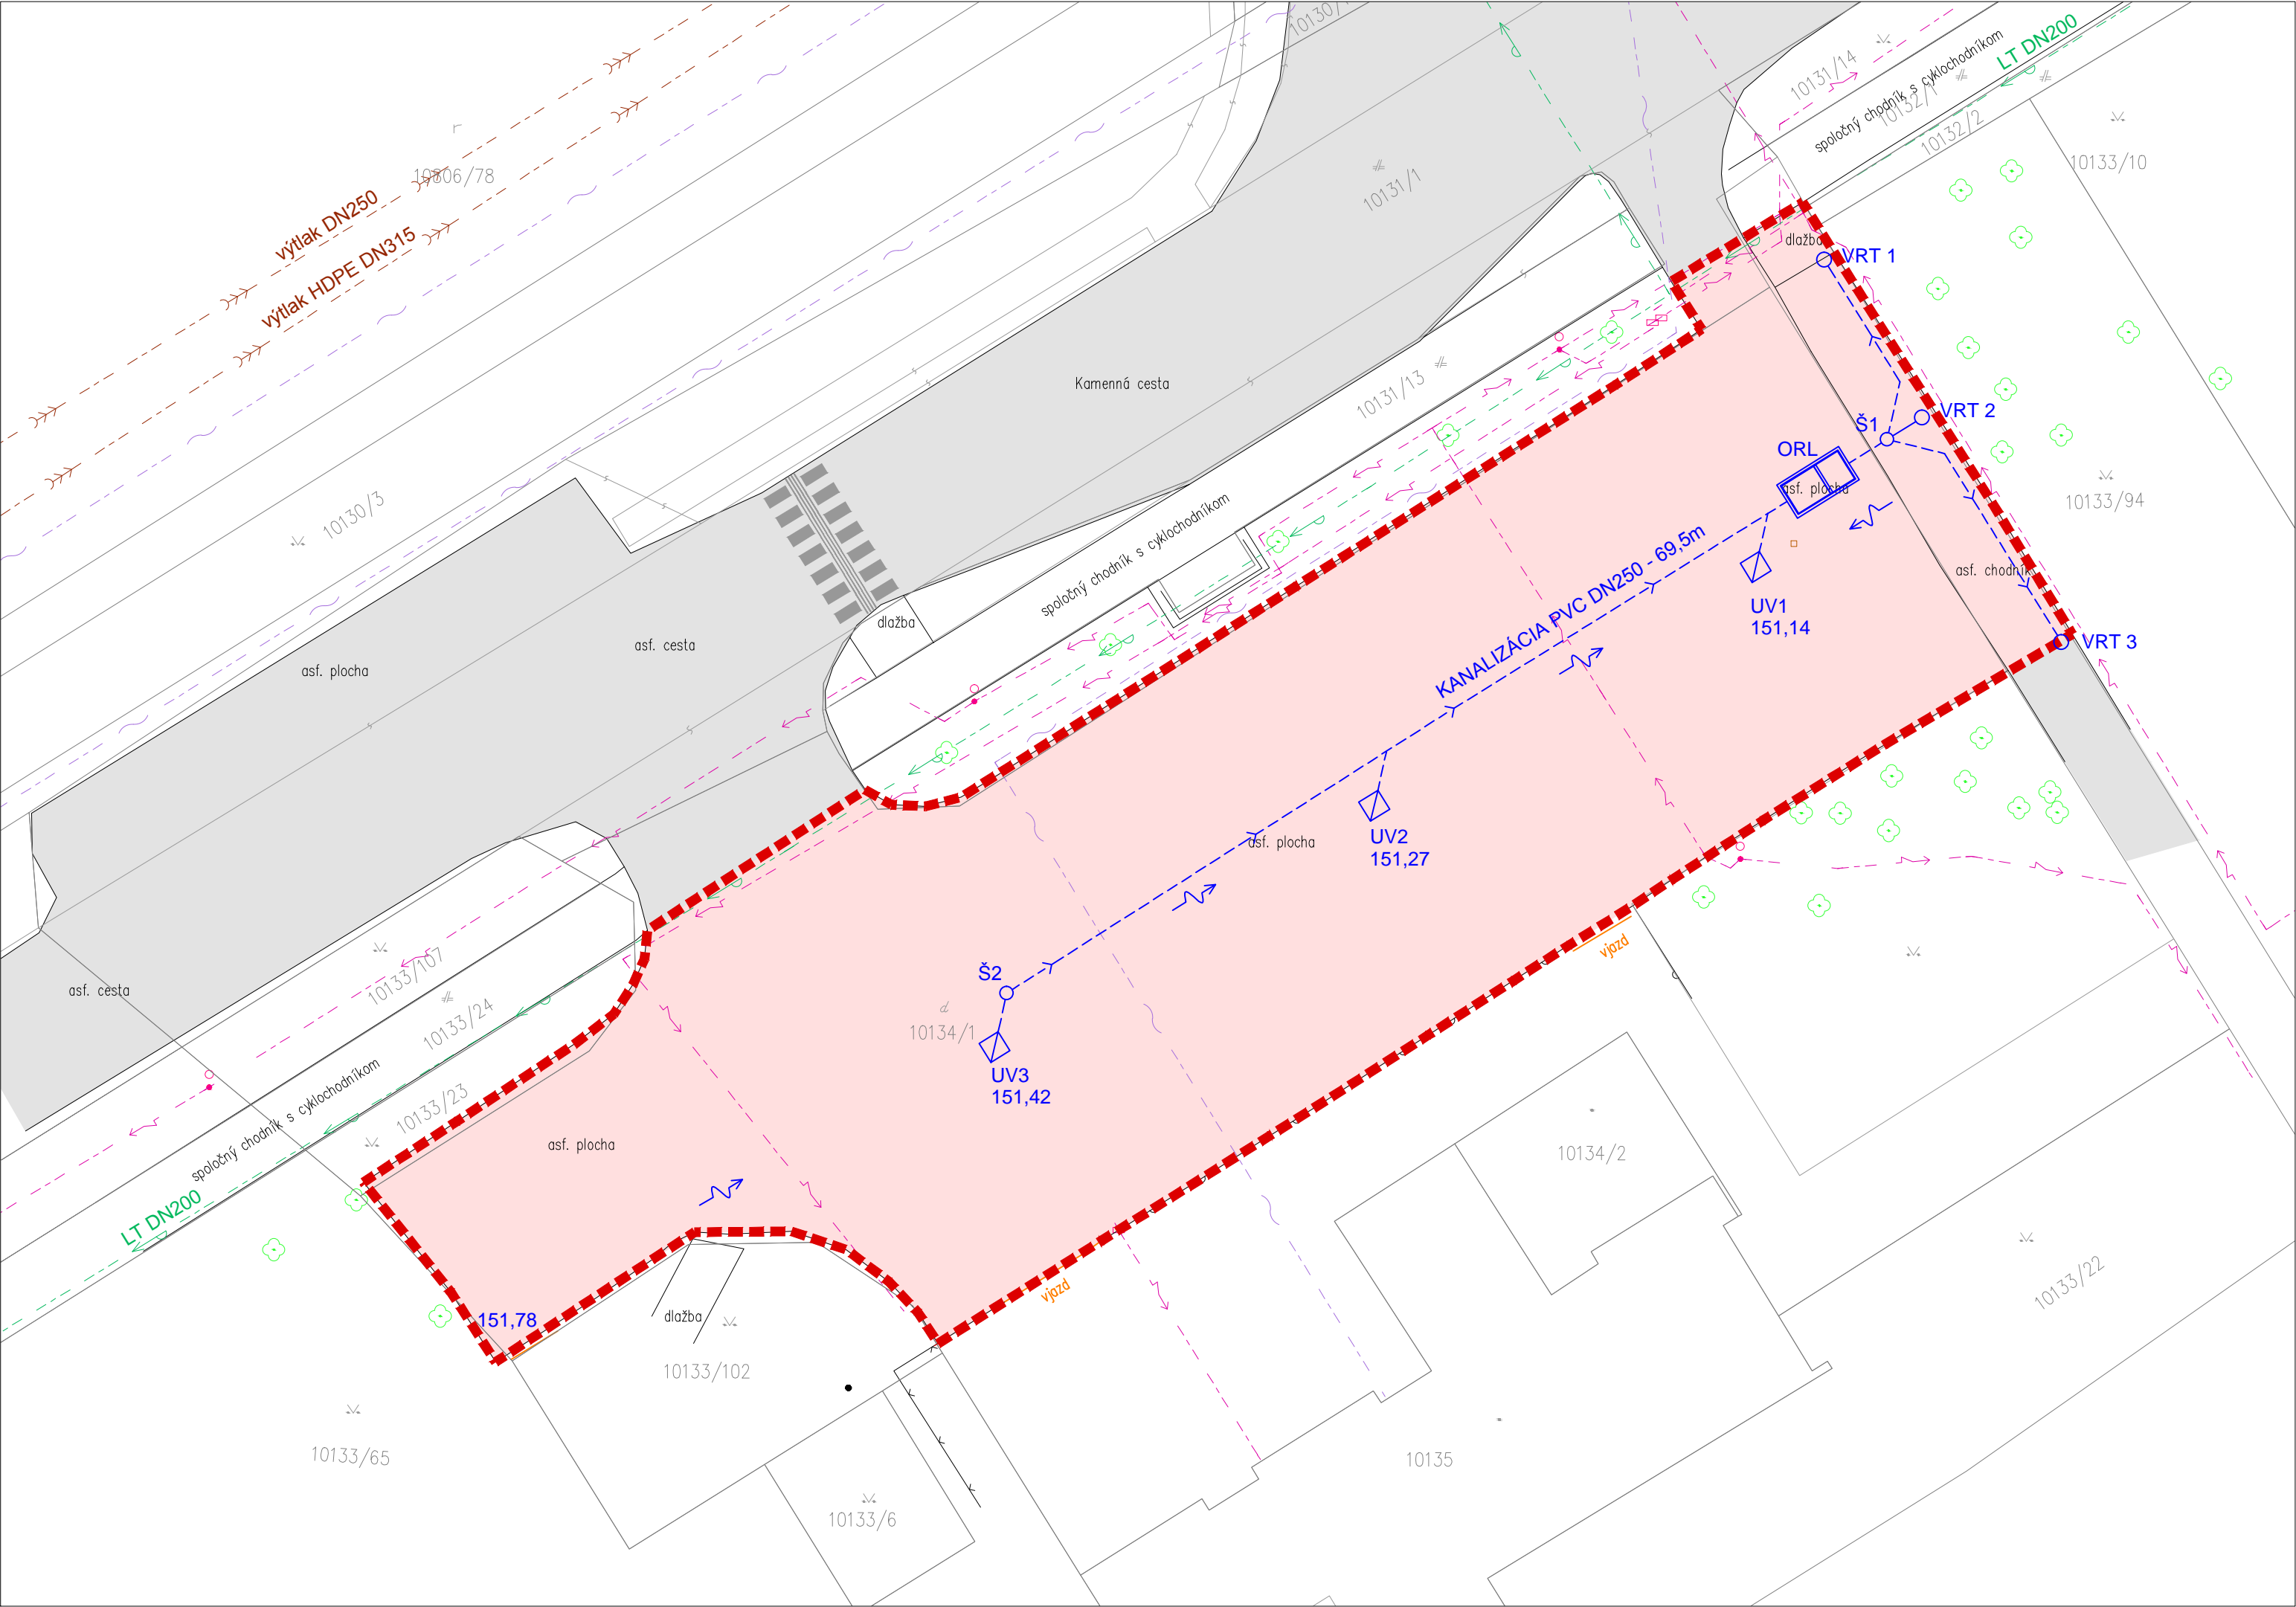 10130/
10131/14
spoločný chodník s cyklochodníkom
LT DN200
10132/1
10132/2
10133/10
10806/78
výtlak DN250
výtlak HDPE DN315
10131/1
dlažba
VRT 1
Kamenná cesta
10131/13
VRT 2
Š1
ORL
asf. plocha
10133/94
10130/3
spoločný chodník s cyklochodníkom
KANALIZÁCIA PVC DN250 - 69,5m
asf. chodník
UV1
151,14
dlažba
asf. cesta
asf. plocha
VRT 3
UV2
151,27
asf. plocha
vjazd
asf. cesta
10133/107
10133/24
Š2
10134/1
UV3
151,42
spoločný chodník s cyklochodníkom
10133/23
asf. plocha
10134/2
LT DN200
vjazd
10133/22
151,78
dlažba
10133/102
10133/65
10135
10133/6